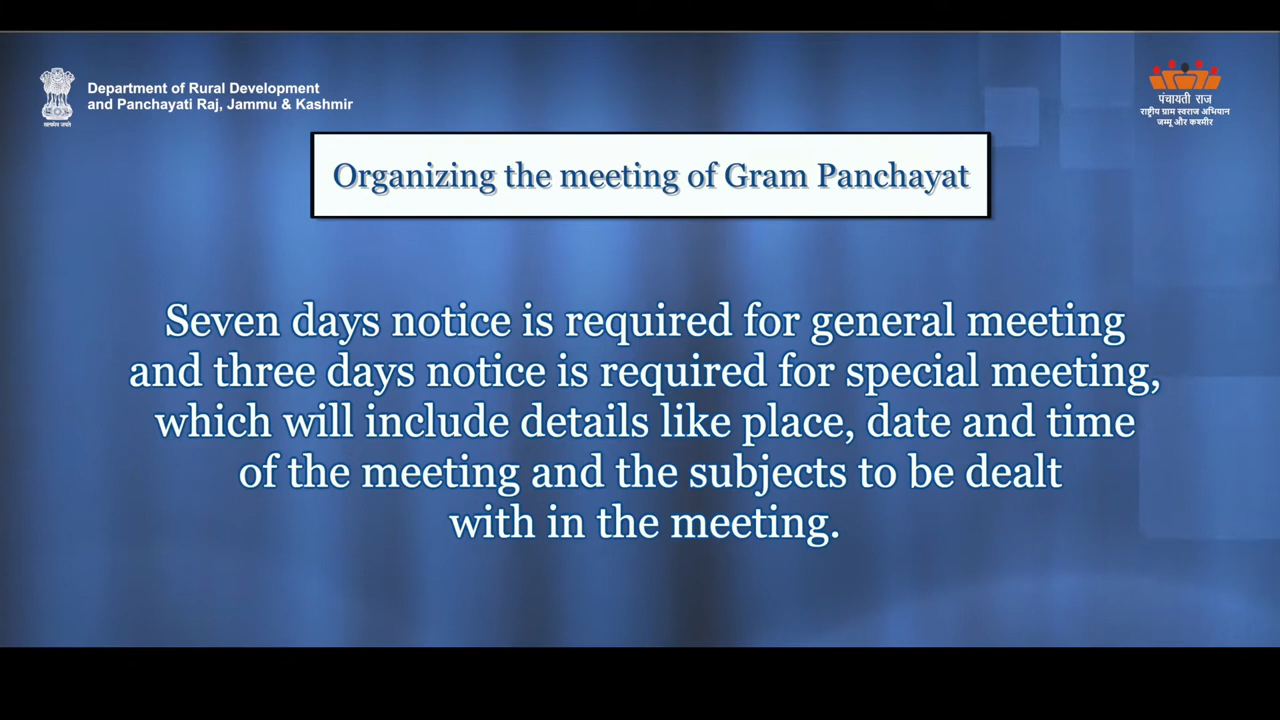 Department of Rural Development
and Panchayati Raj, Jammu & Kashmir
सत्यमेव जयते
पंचायती राज
राष्ट्रीय ग्राम स्वराज अभियान
जम्मू और कश्मीर
Organizing the meeting of Gram Panchayat
Seven days notice is required for general meeting
and three days notice is required for special meeting,
which will include details like place, date and time
of the meeting and the subjects to be dealt
with in the meeting.